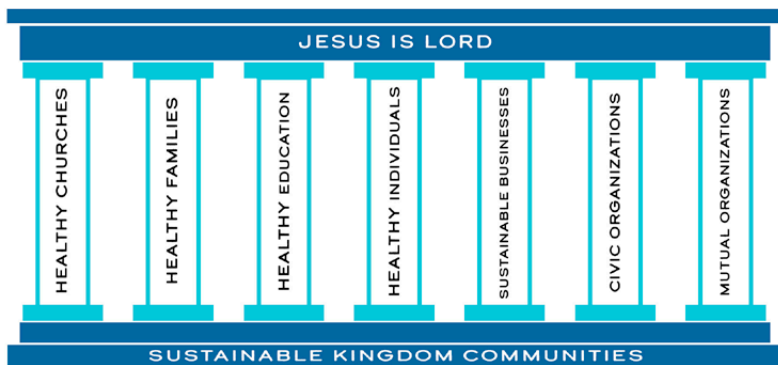 JESUS IS LORD
HEALTHY CHURCHES
HEALTHY FAMILIES
HEALTHY EDUCATION
HEALTHY INDIVIDUALS
SUSTAINABLE BUSINESSES
CIVIC ORGANIZATIONS
MUTUAL ORGANIZATIONS
SUSTAINABLE KINGDOM COMMUNITIES